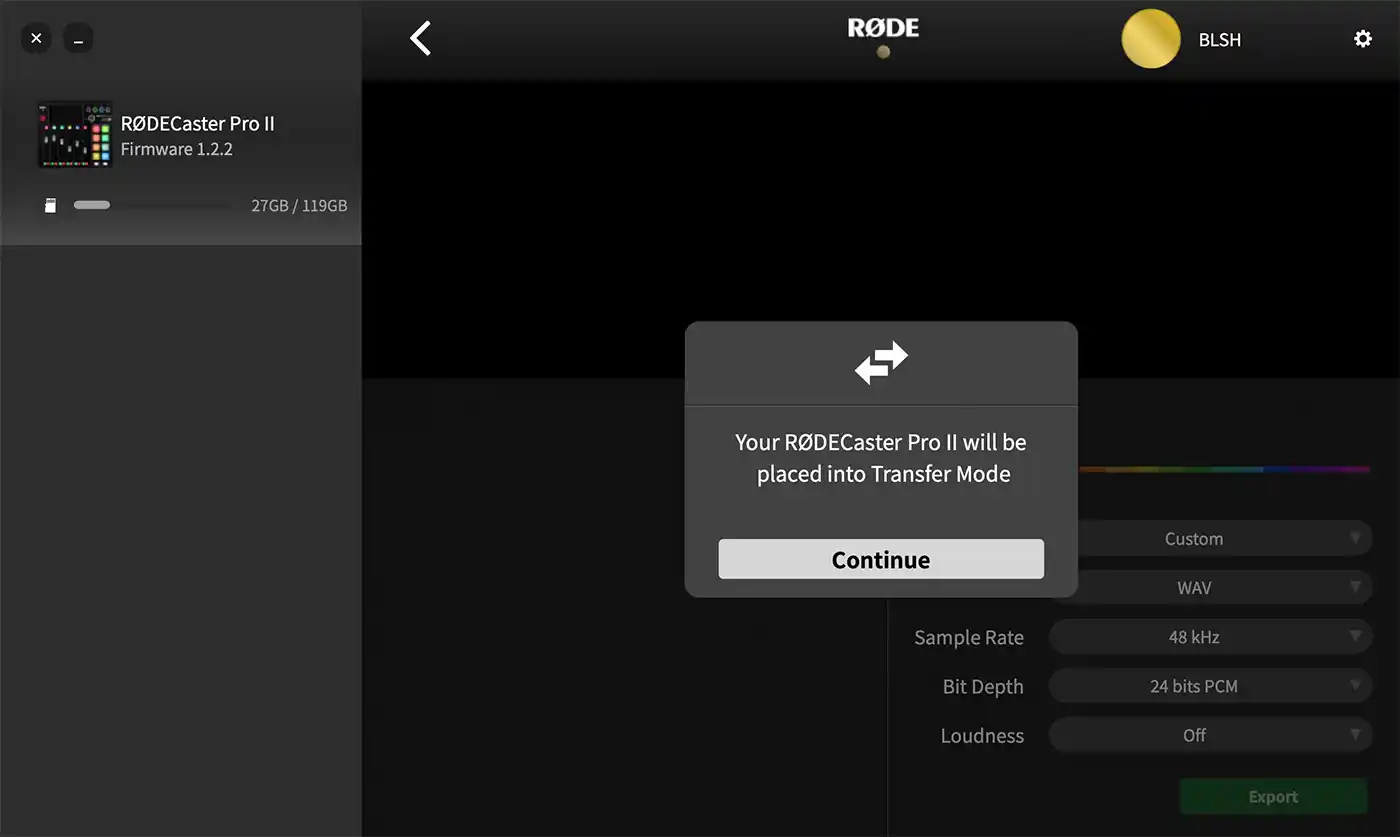 RØDE
BLSH
RØDECaster Pro II
Firmware 1.2.2
27GB / 119GB
Your RØDECaster Pro II will be
placed into Transfer Mode
Continue
Custom
WAV
Sample Rate 48 kHz
Bit Depth 24 bits PCM
Loudness Off
Export